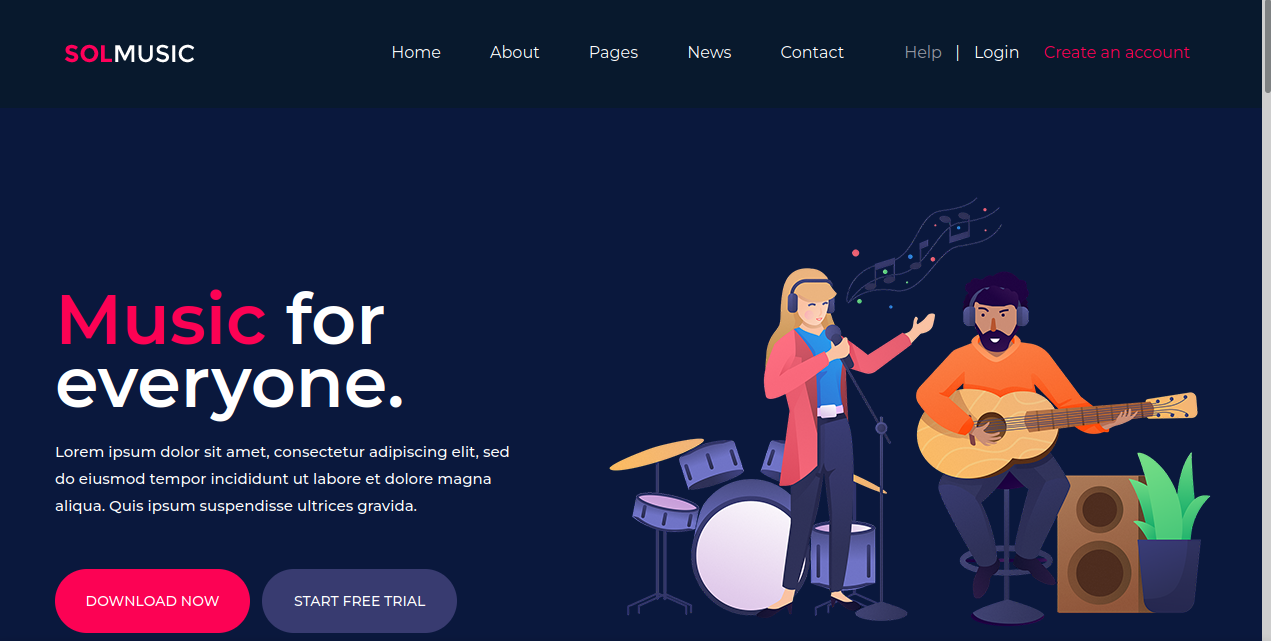 SOLMUSIC
Home About Pages News Contact Help | Login Create an account
Music for
everyone.
Lorem ipsum dolor sit amet, consectetur adipiscing elit, sed
do eiusmod tempor incididunt ut labore et dolore magna
aliqua. Quis ipsum suspendisse ultrices gravida.
DOWNLOAD NOW START FREE TRIAL